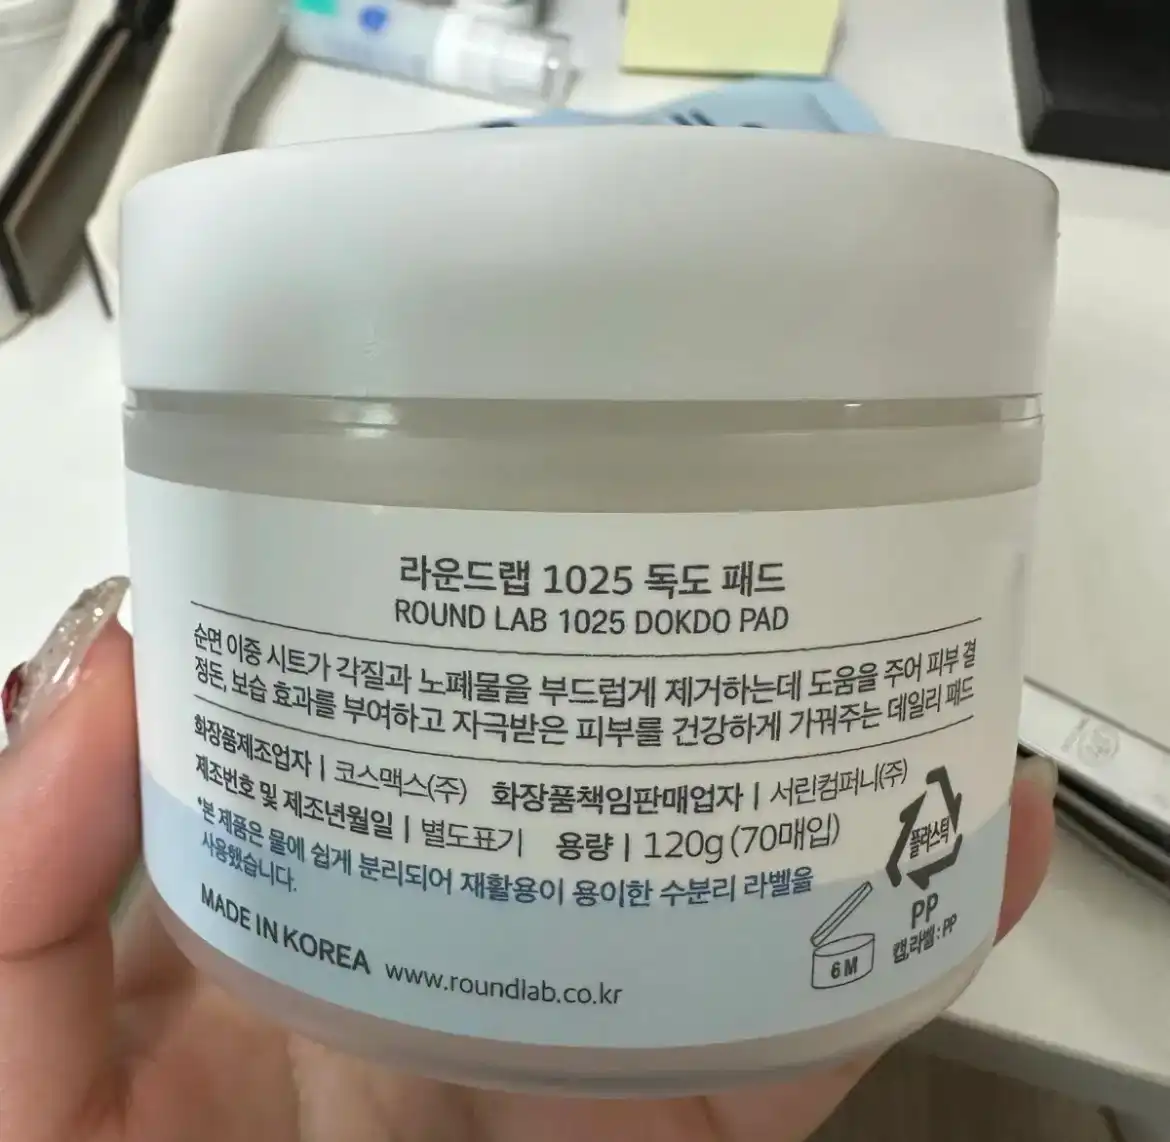 라운드랩 1025 독도 패드
ROUND LAB 1025 DOKDO PAD
순면 이중 시트가 각질과 노폐물을 부드럽게 제거하는데 도움을 주어 피부 결
정돈, 보습 효과를 부여하고 자극받은 피부를 건강하게 가꿔주는 데일리 패드
화장품제조업자 | 코스맥스(주) 화장품책임판매업자 | 서린컴퍼니(주)
제조번호 및 제조년월일 | 별도표기 용량 | 120g (70매입)
*본 제품은 물에 쉽게 분리되어 재활용이 용이한 수분리 라벨을
사용했습니다.
MADE IN KOREA www.roundlab.co.kr
6M
플라스틱
PP
캡,라벨 : PP